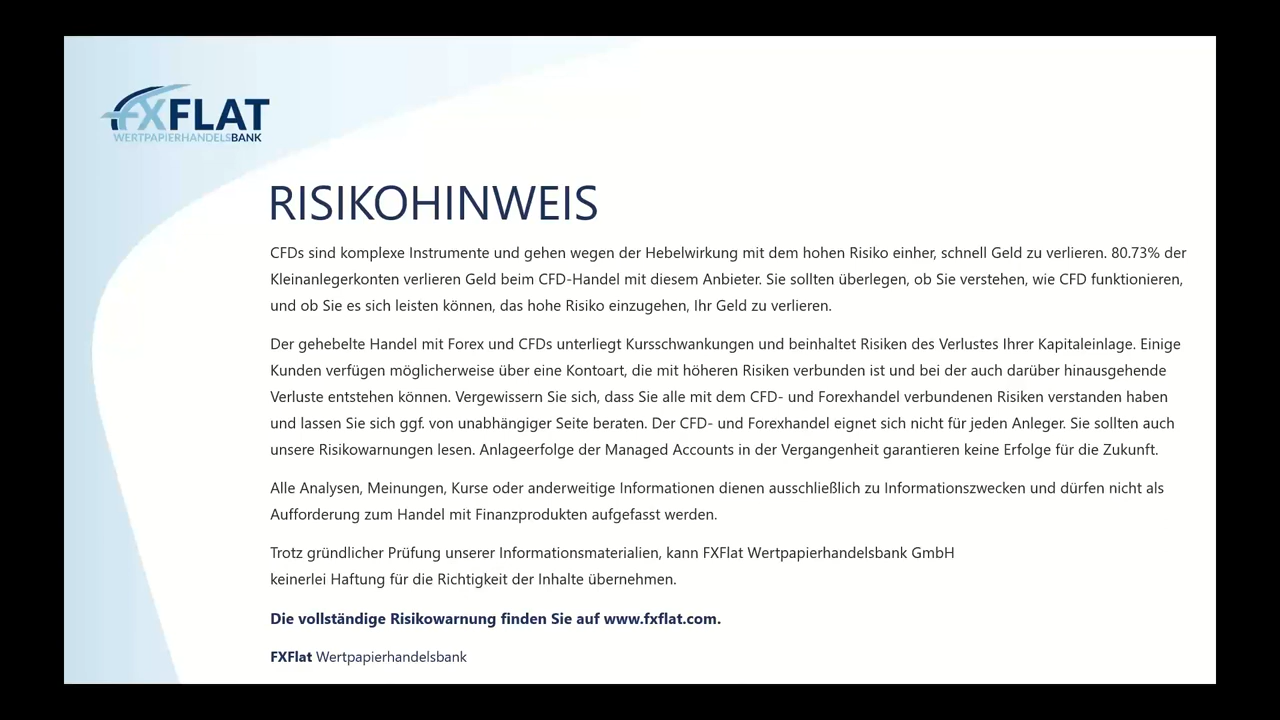 FXFLAT
WERTPAPIERHANDELSBANK
RISIKOHINWEIS
CFDs sind komplexe Instrumente und gehen wegen der Hebelwirkung mit dem hohen Risiko einher, schnell Geld zu verlieren. 80.73% der
Kleinanlegerkonten verlieren Geld beim CFD-Handel mit diesem Anbieter. Sie sollten überlegen, ob Sie verstehen, wie CFD funktionieren,
und ob Sie es sich leisten können, das hohe Risiko einzugehen, Ihr Geld zu verlieren.
Der gehebelte Handel mit Forex und CFDs unterliegt Kursschwankungen und beinhaltet Risiken des Verlustes Ihrer Kapitaleinlage. Einige
Kunden verfügen möglicherweise über eine Kontoart, die mit höheren Risiken verbunden ist und bei der auch darüber hinausgehende
Verluste entstehen können. Vergewissern Sie sich, dass Sie alle mit dem CFD- und Forexhandel verbundenen Risiken verstanden haben
und lassen Sie sich ggf. von unabhängiger Seite beraten. Der CFD- und Forexhandel eignet sich nicht für jeden Anleger. Sie sollten auch
unsere Risikowarnungen lesen. Anlageerfolge der Managed Accounts in der Vergangenheit garantieren keine Erfolge für die Zukunft.
Alle Analysen, Meinungen, Kurse oder anderweitige Informationen dienen ausschließlich zu Informationszwecken und dürfen nicht als
Aufforderung zum Handel mit Finanzprodukten aufgefasst werden.
Trotz gründlicher Prüfung unserer Informationsmaterialien, kann FXFlat Wertpapierhandelsbank GmbH
keinerlei Haftung für die Richtigkeit der Inhalte übernehmen.
Die vollständige Risikowarnung finden Sie auf www.fxflat.com.
FXFlat Wertpapierhandelsbank